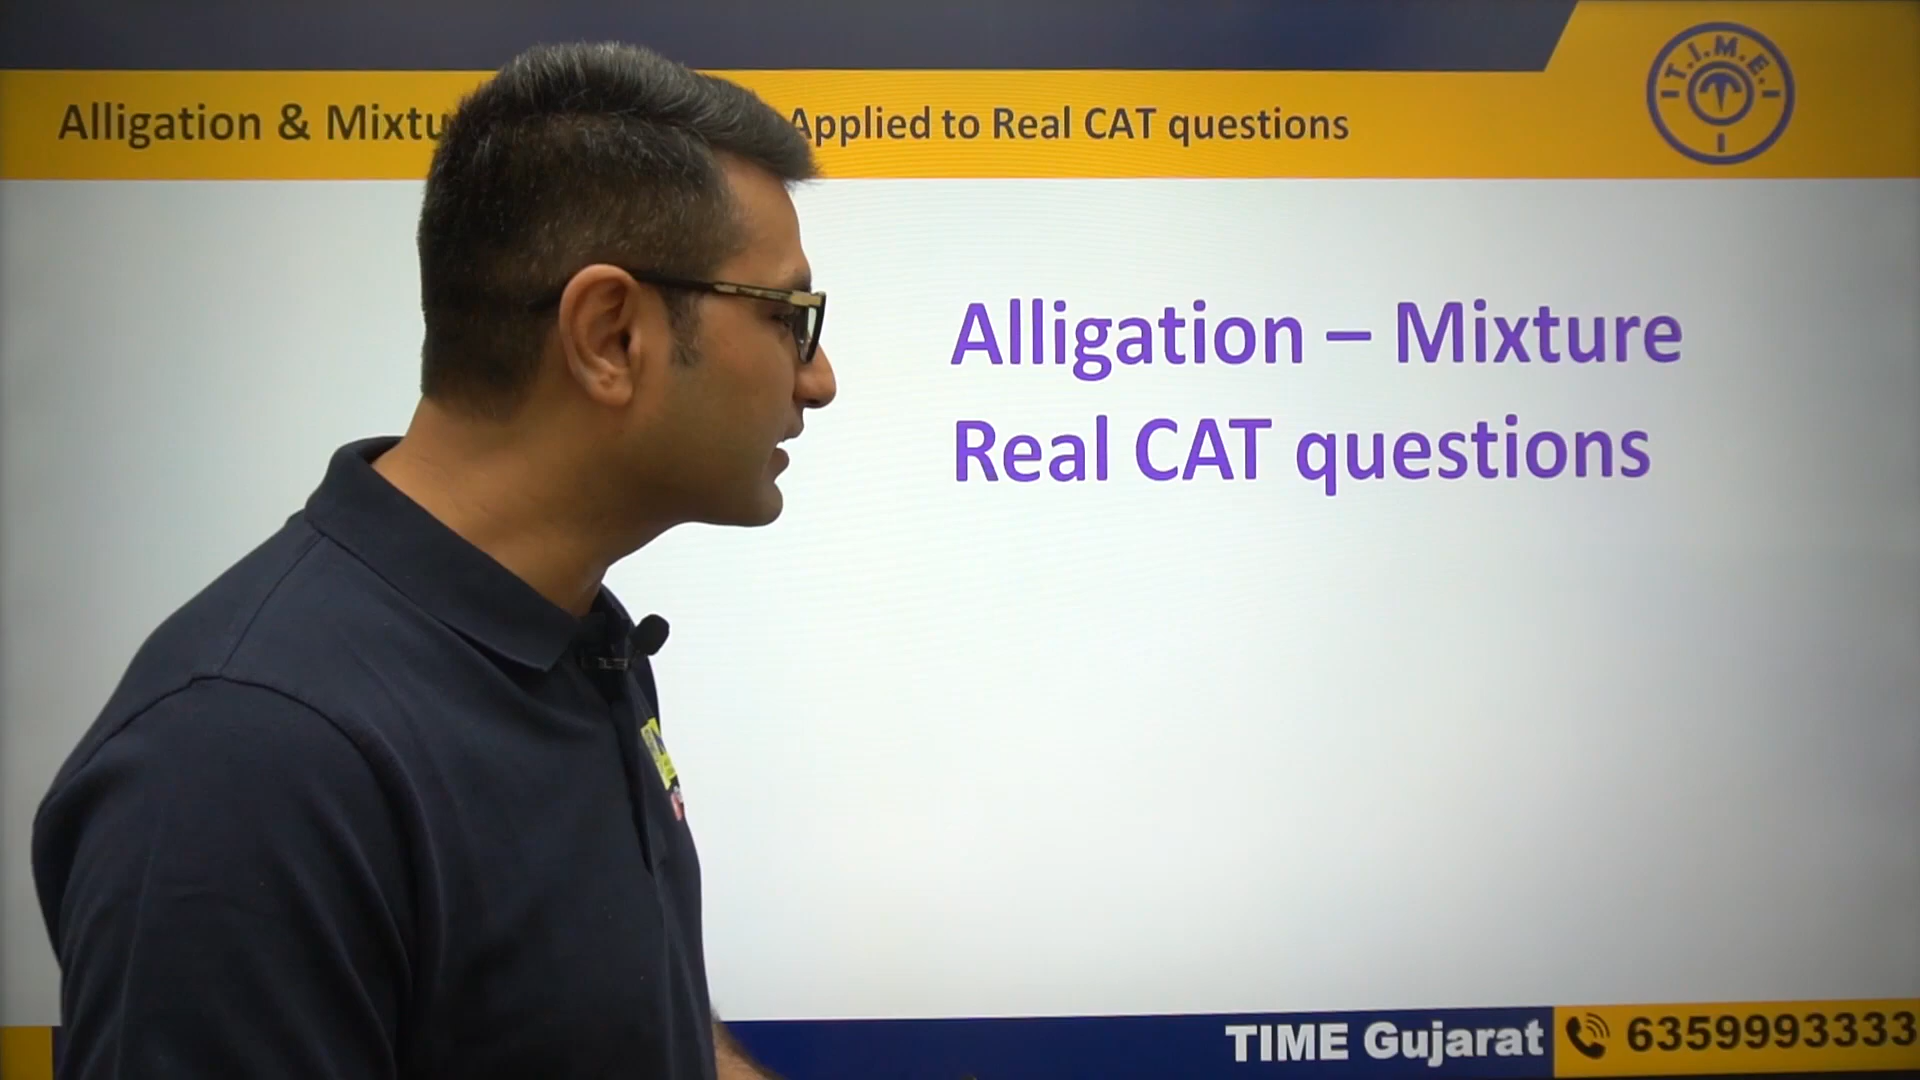 Alligation & Mixtu Applied to Real CAT questions
T.I.M.E.
Alligation – Mixture
Real CAT questions
TIME Gujarat 6359993333